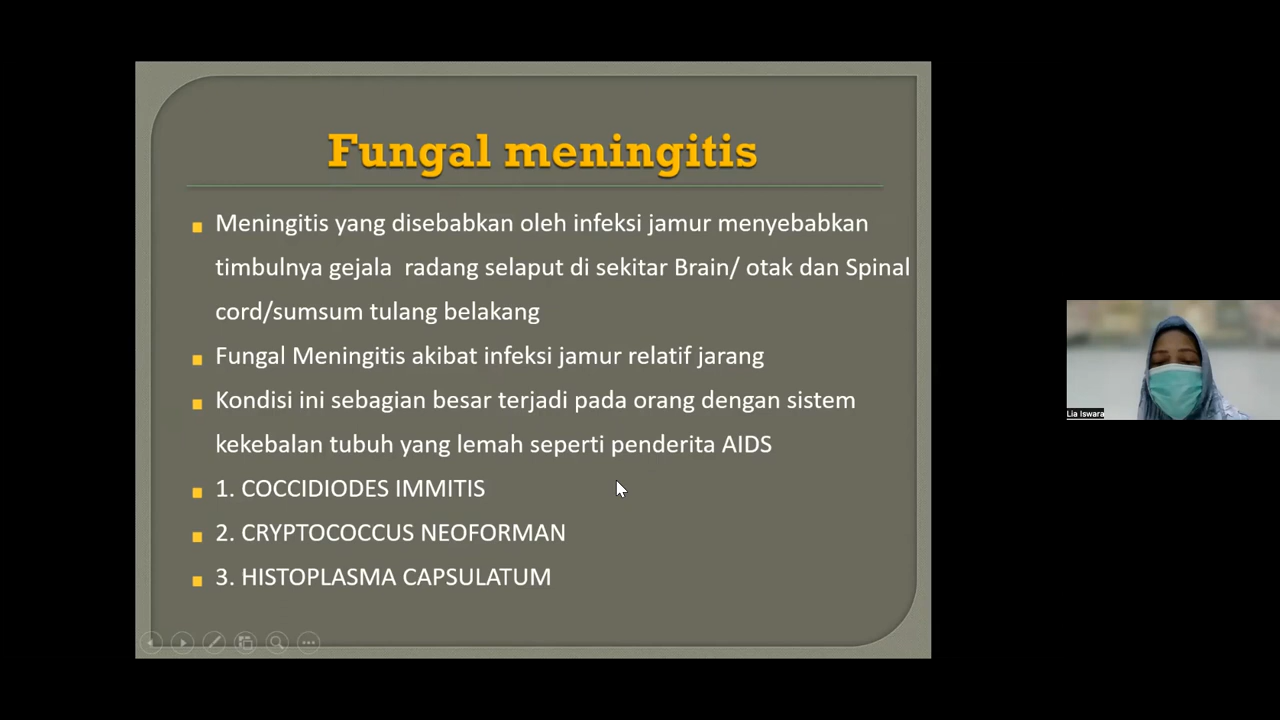 Fungal meningitis
Meningitis yang disebabkan oleh infeksi jamur menyebabkan
timbulnya gejala radang selaput di sekitar Brain/ otak dan Spinal
cord/sumsum tulang belakang
Fungal Meningitis akibat infeksi jamur relatif jarang
Kondisi ini sebagian besar terjadi pada orang dengan sistem
kekebalan tubuh yang lemah seperti penderita AIDS
1. COCCIDIODES IMMITIS
2. CRYPTOCOCCUS NEOFORMAN
3. HISTOPLASMA CAPSULATUM
Lia Iswara